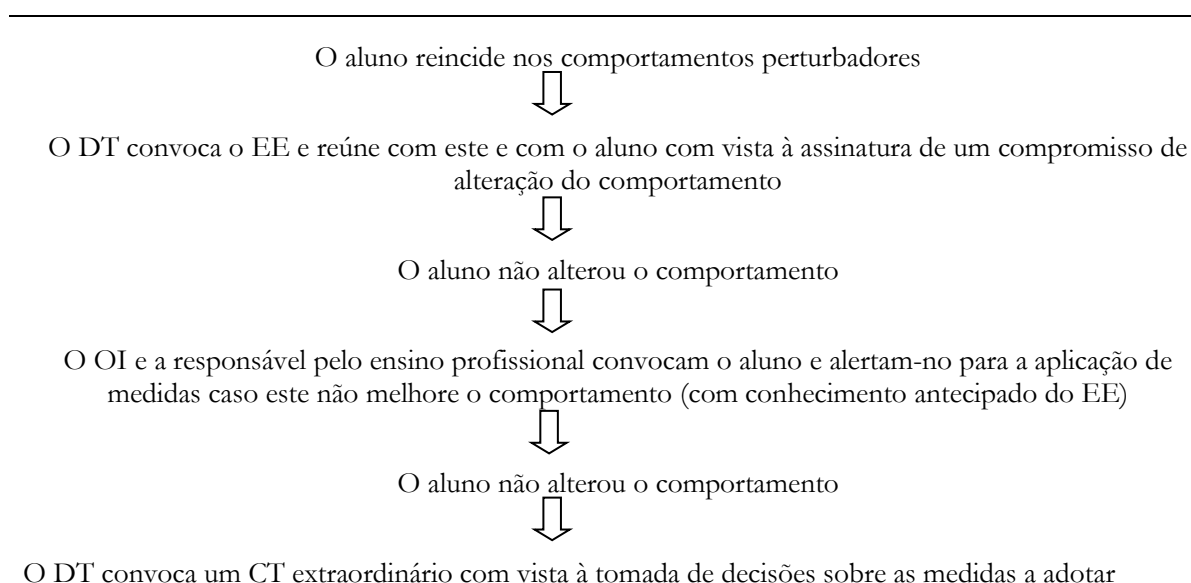 O aluno reincide nos comportamentos perturbadores
O DT convoca o EE e reúne com este e com o aluno com vista à assinatura de um compromisso de
alteração do comportamento
O aluno não alterou o comportamento
O OI e a responsável pelo ensino profissional convocam o aluno e alertam-no para a aplicação de
medidas caso este não melhore o comportamento (com conhecimento antecipado do EE)
O aluno não alterou o comportamento
O DT convoca um CT extraordinário com vista à tomada de decisões sobre as medidas a adotar